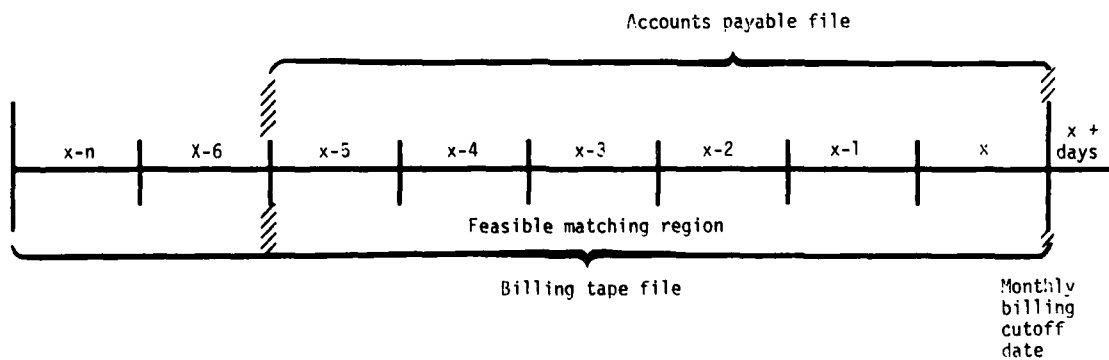 Accounts payable file
x +
days
x-n X-6 x-5 x-4 x-3 x-2 x-1 x
Feasible matching region
Billing tape file
Monthly
billing
cutoff
date